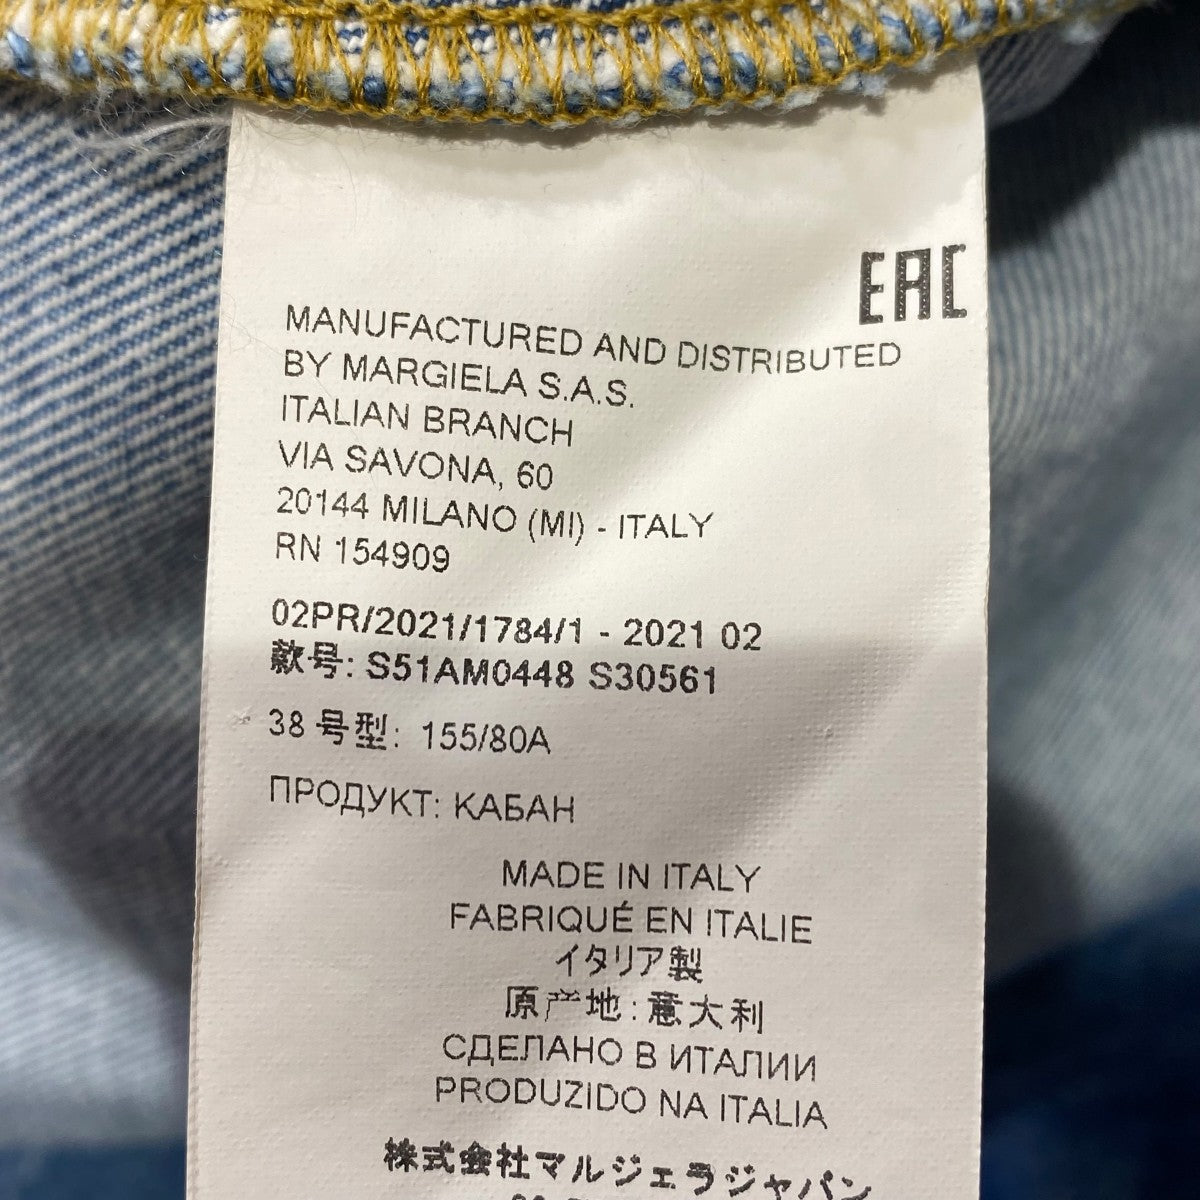 EAC
MANUFACTURED AND DISTRIBUTED
BY MARGIELA S.A.S.
ITALIAN BRANCH
VIA SAVONA, 60
20144 MILANO (MI) - ITALY
RN 154909
02PR/2021/1784/1 - 2021 02
款号: S51AM0448 S30561
38 号型: 155/80A
ПРОДУКТ: КАБАН
MADE IN ITALY
FABRIQUÉ EN ITALIE
イタリア製
原产地: 意大利
СДЕЛАНО В ИТАЛИИ
PRODUZIDO NA ITALIA
株式会社マルジェラジャパン